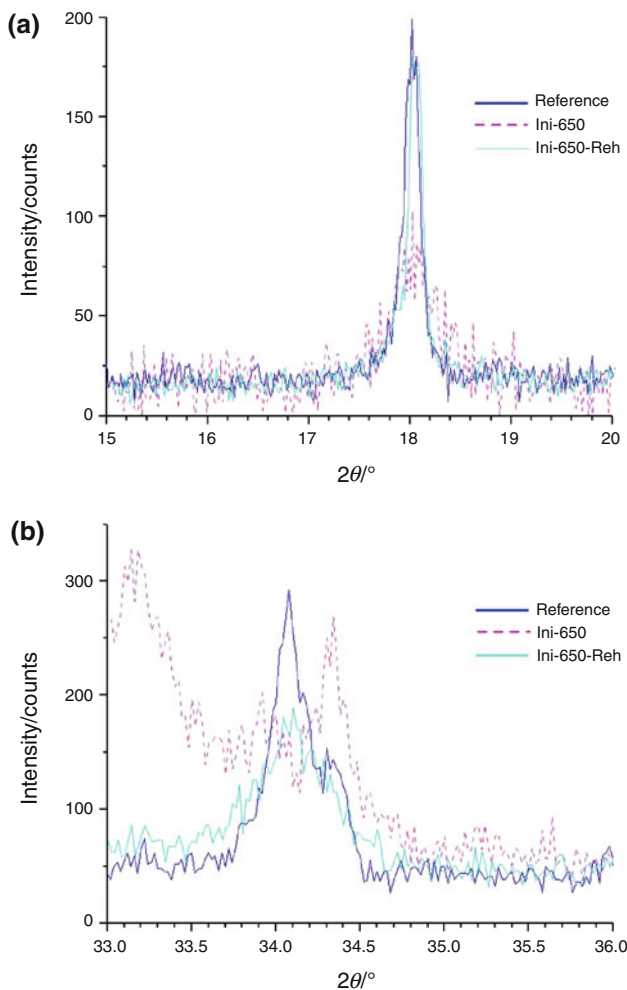 (a)
200
150
100
50
0
Intensity/counts
Reference
Ini-650
Ini-650-Reh
15 16 17 18 19 20
2θ/°
(b)
300
200
100
0
Intensity/counts
Reference
Ini-650
Ini-650-Reh
33.0 33.5 34.0 34.5 35.0 35.5 36.0
2θ/°